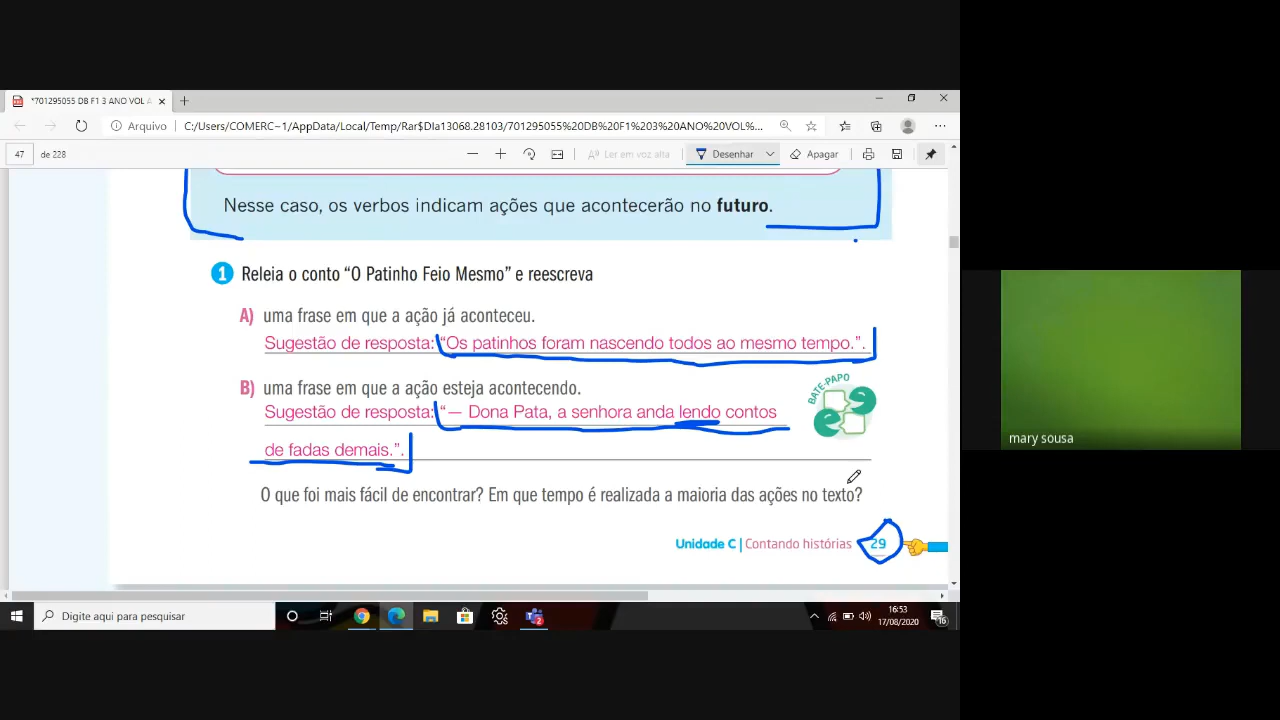 *701295055 DB F1 3 ANO VOL A
Arquivo
C:/Users/COMERC~1/AppData/Local/Temp/Rar$DIa13068.28103/701295055%20DB%20F1%203%20ANO%20VOL%...
47 de 228
Ler em voz alta
Desenhar
Apagar
Nesse caso, os verbos indicam ações que acontecerão no futuro.
1 Releia o conto “O Patinho Feio Mesmo” e reescreva
A) uma frase em que a ação já aconteceu.
Sugestão de resposta: “Os patinhos foram nascendo todos ao mesmo tempo.”.
B) uma frase em que a ação esteja acontecendo.
BATE-PAPO
Sugestão de resposta: “— Dona Pata, a senhora anda lendo contos
de fadas demais.”.
O que foi mais fácil de encontrar? Em que tempo é realizada a maioria das ações no texto?
Unidade C | Contando histórias 29
mary sousa
Digite aqui para pesquisar
2
16:53
17/08/2020
16